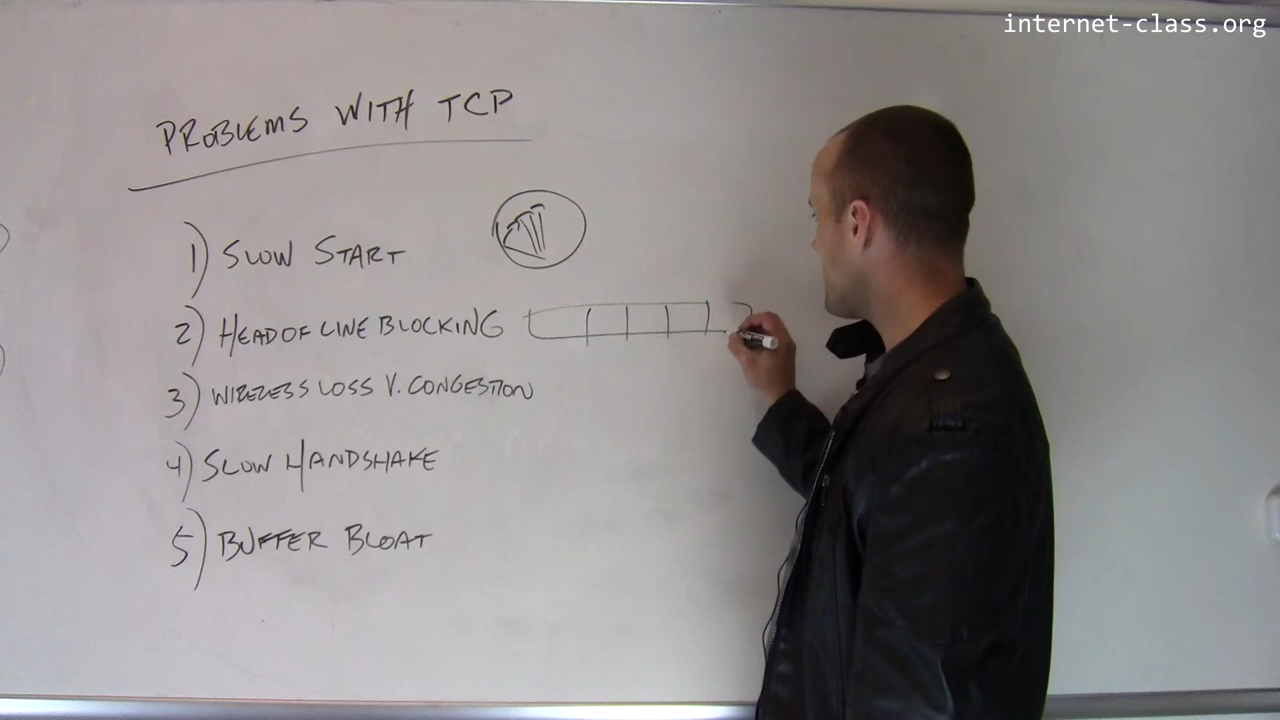 internet-class.org
PROBLEMS WITH TCP
1) SLOW START
2) HEAD OF LINE BLOCKING
3) WIRELESS LOSS V. CONGESTION
4) SLOW HANDSHAKE
5) BUFFER BLOAT